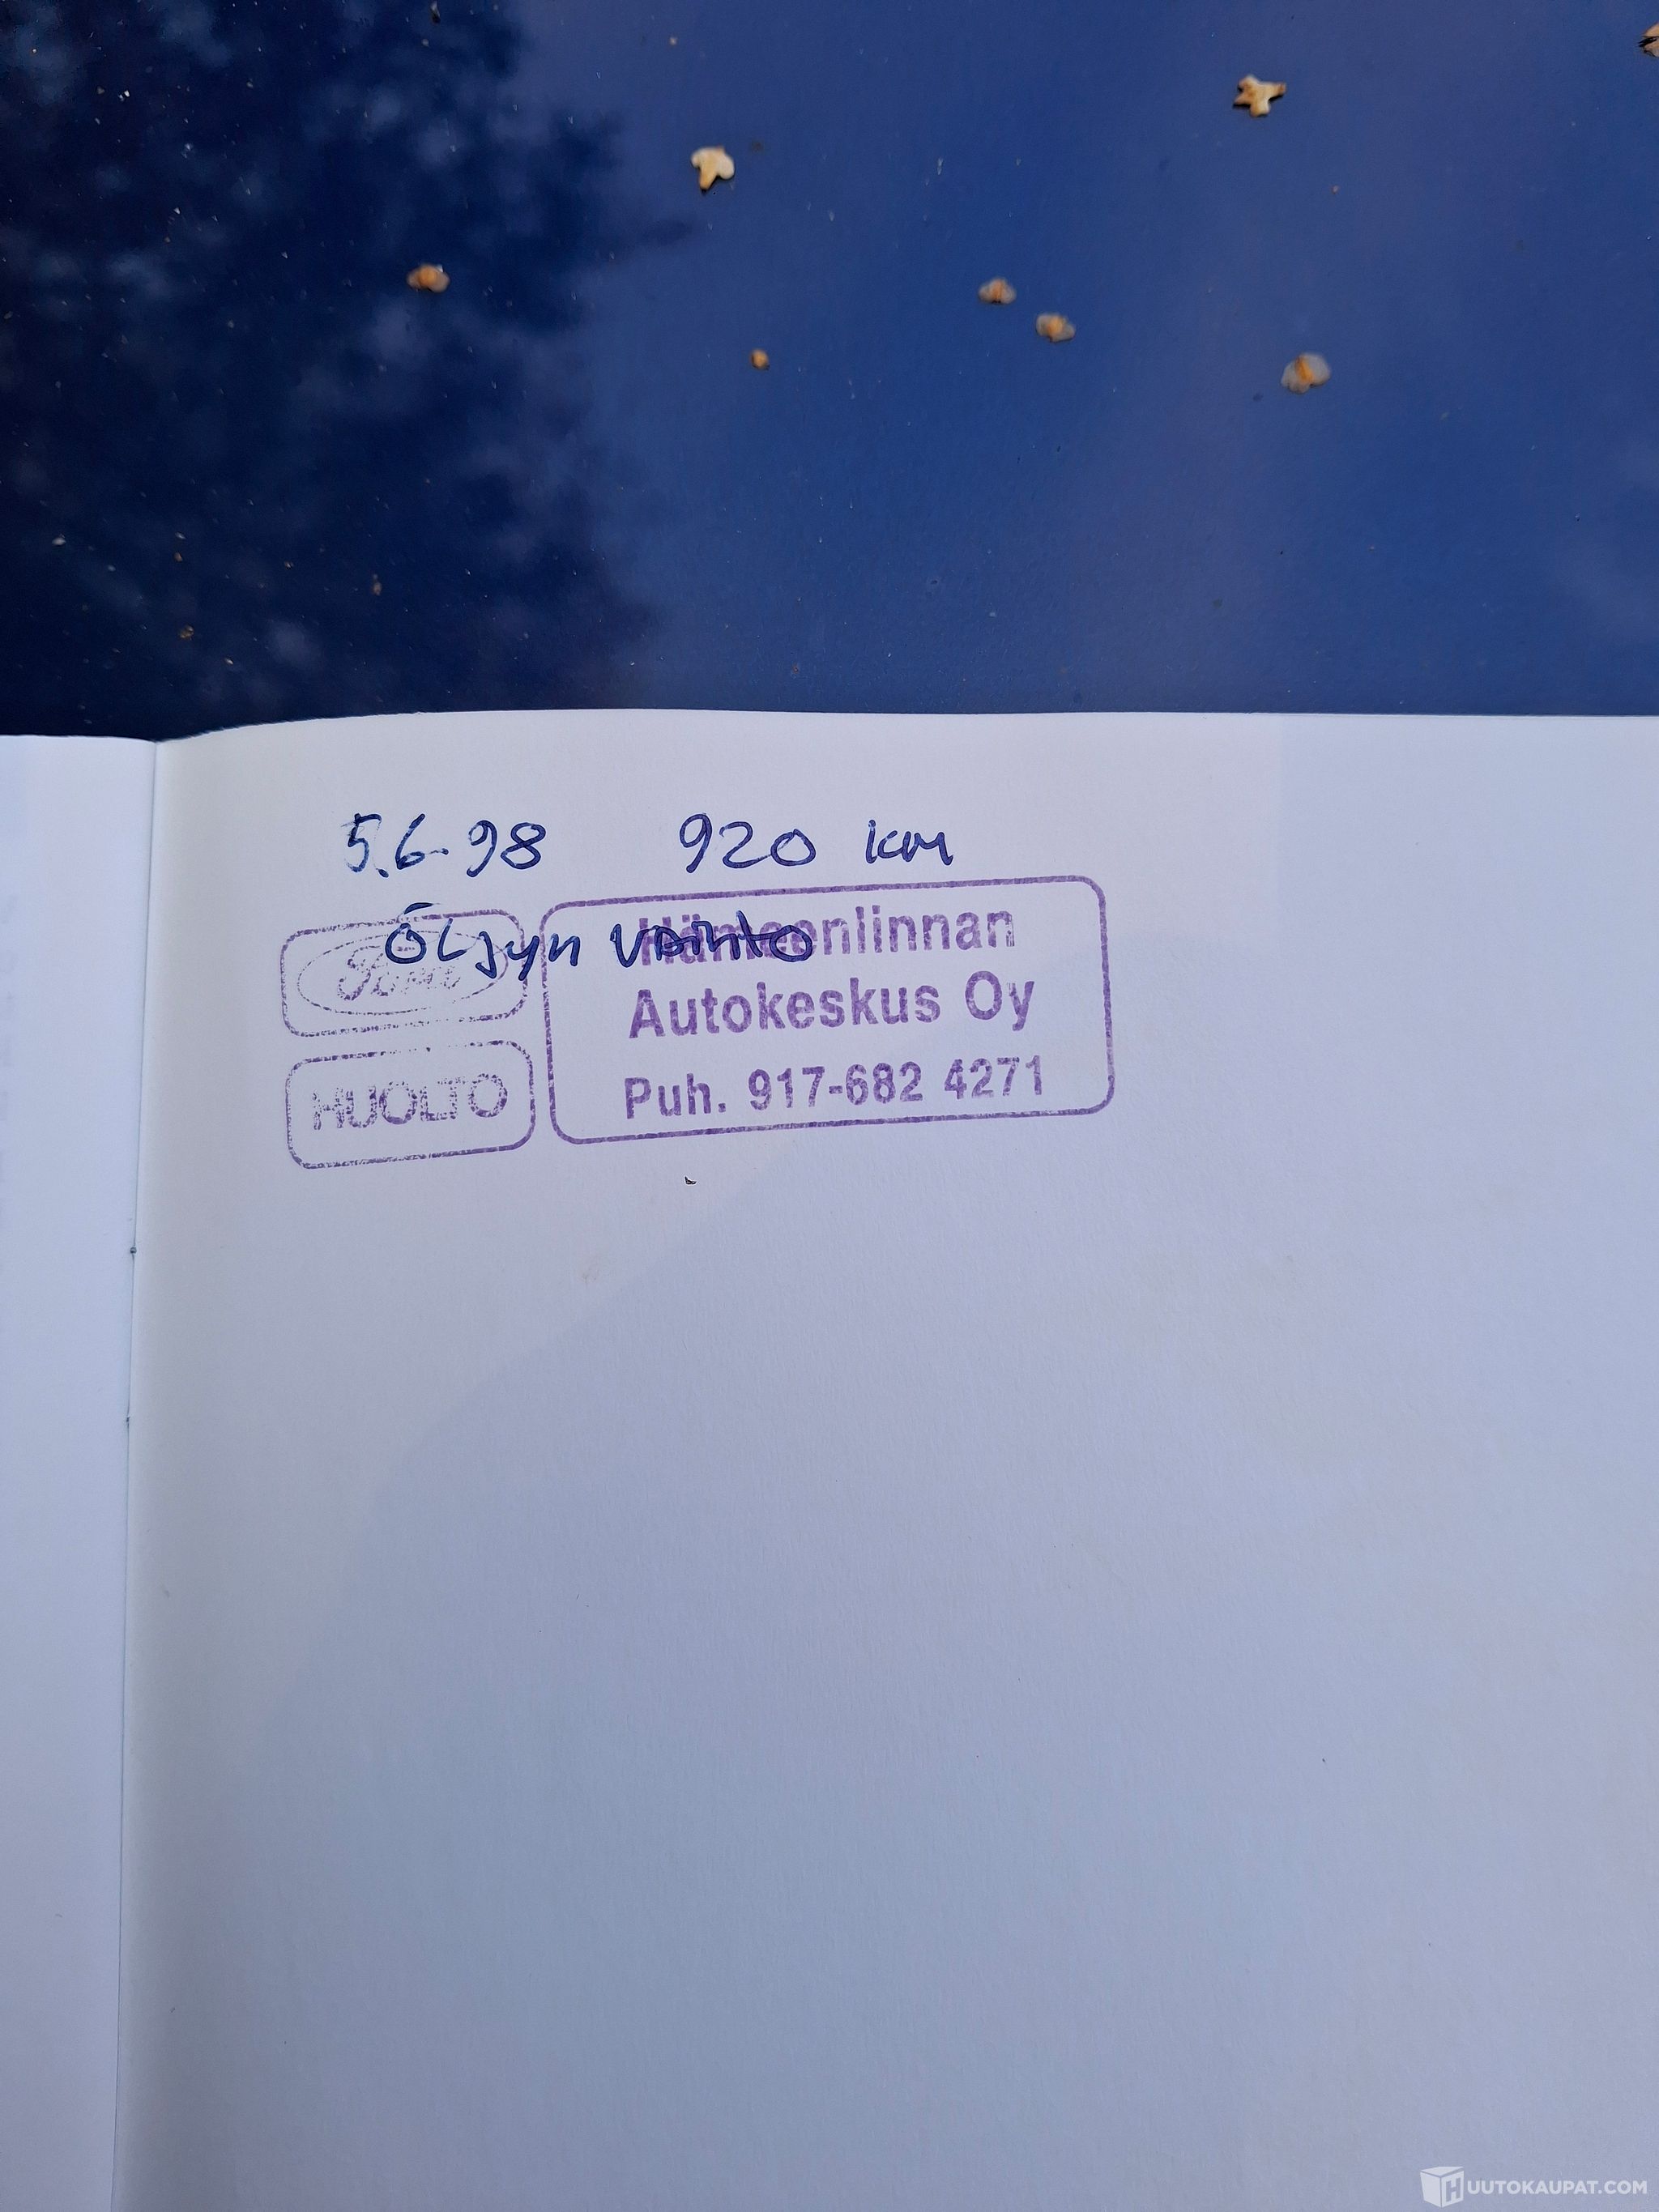 5.6-98 920 km
Öljyn vaihto
Ford
HUOLTO
Hämeenlinnan
Autokeskus Oy
Puh. 917-682 4271
HUUTOKAUPAT.COM